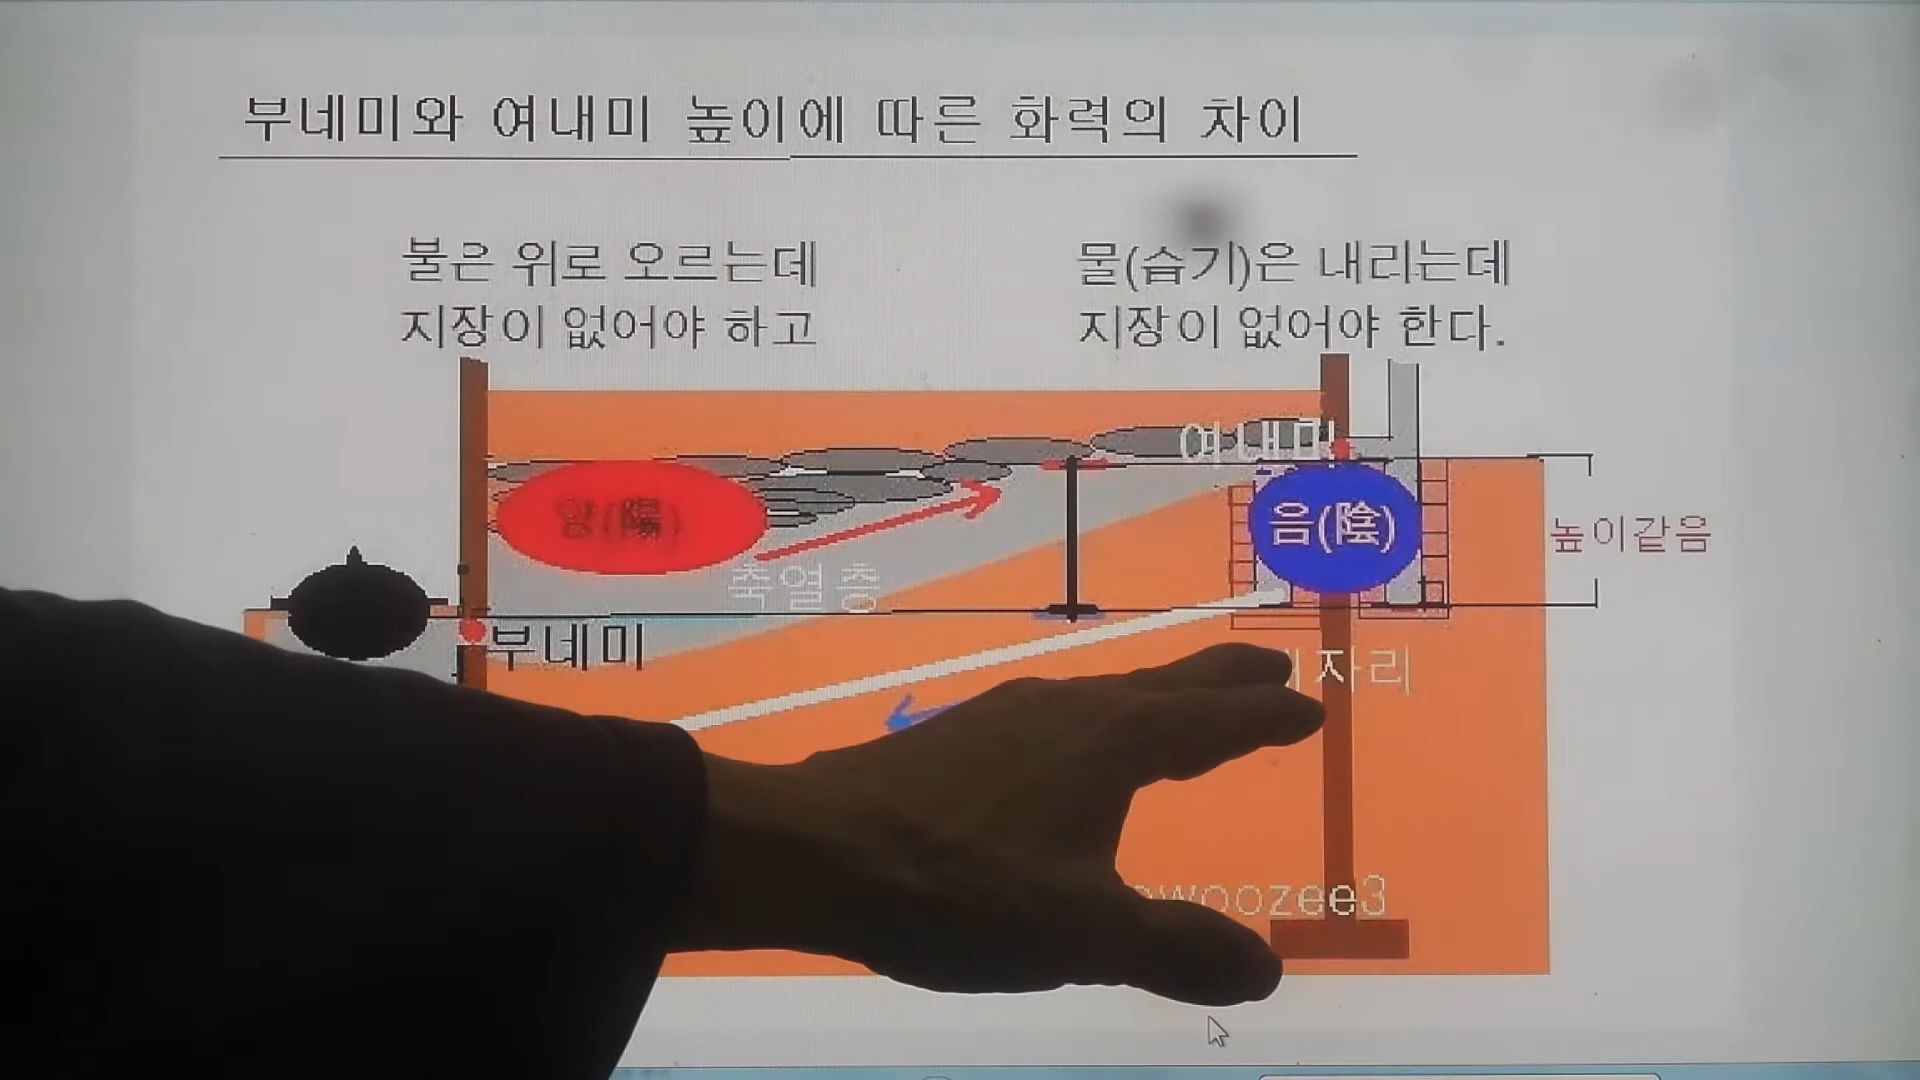 부네미와 여내미 높이에 따른 화력의 차이
불은 위로 오르는데
지장이 없어야 하고
물(습기)은 내리는데
지장이 없어야 한다.
여내미
양(陽)
음(陰)
높이같음
축열층
부네미
자리
woozee3